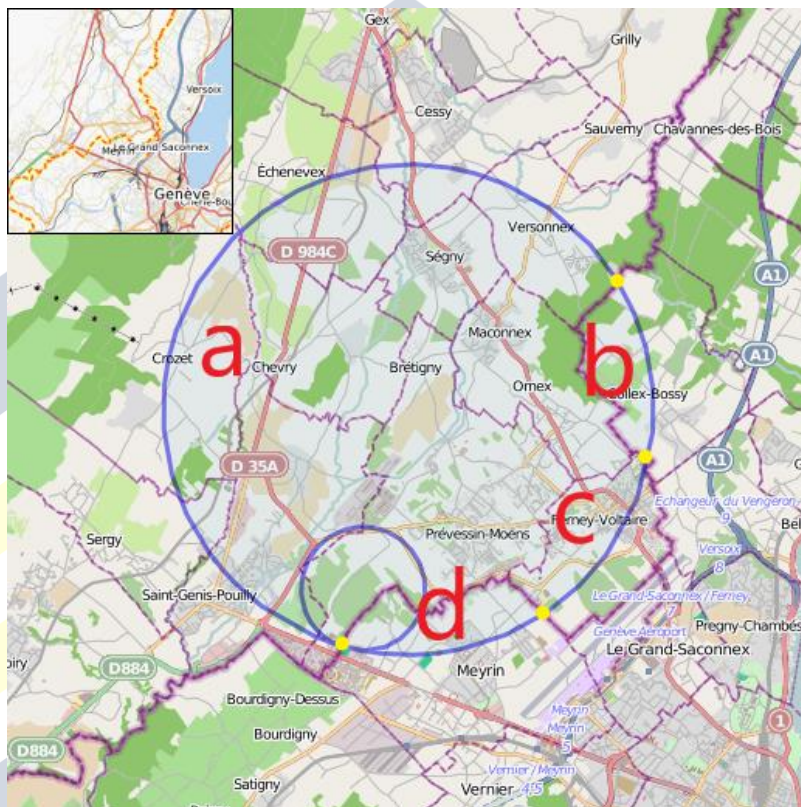 Gex
Grilly
Versoix
Cessy
Sauverny
Chavannes-des-Bois
Meyrin
Le Grand Saconnex
Genève
Échenevex
Versonnex
D 984C
Ségny
A1
a
Maconnex
b
A1
Crozet
Chevry
Brétigny
Ornex
Collex-Bossy
D 35A
A1
c
Echangeur du Vengeron
9
Sergy
Prévessin-Moëns
Ferney-Voltaire
Versoix
8
Saint-Genis-Pouilly
d
Le Grand-Saconnex / Ferney
7
Pregny-Chambés
Genève Aéroport
Le Grand-Saconnex
D884
Meyrin
Bourdigny-Dessus
Meyrin
Meyrin
5
1
Bourdigny
D884
Satigny
Vernier / Meyrin
4,5
Vernier